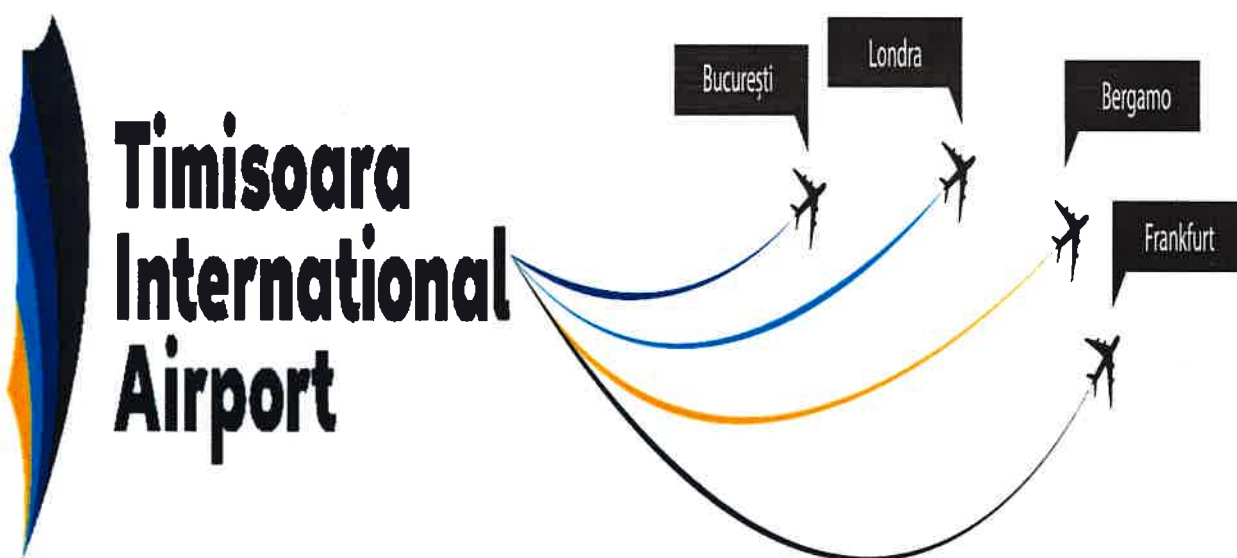 Timisoara
International
Airport
București
Londra
Bergamo
Frankfurt